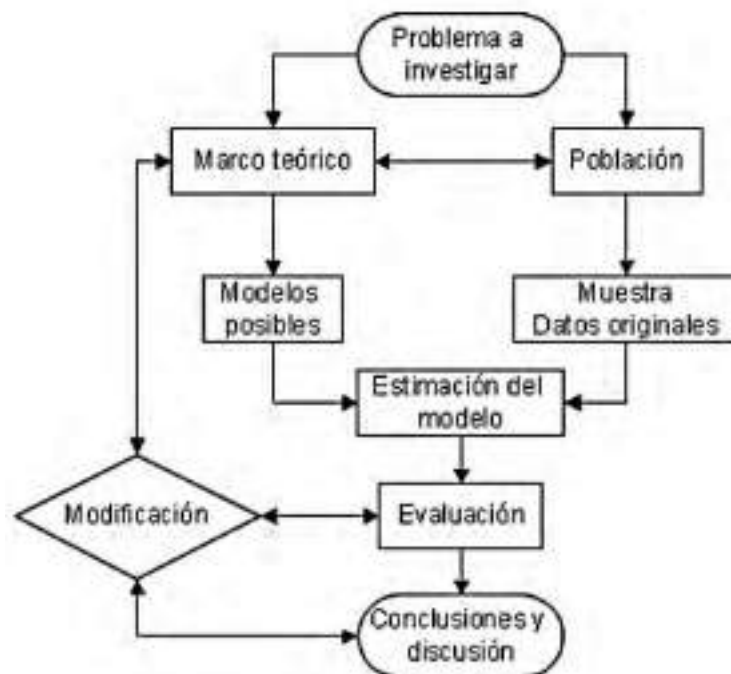 Problema a
investigar
Marco teórico
Población
Modelos
posibles
Muestra
Datos originales
Estimación del
modelo
Modificación
Evaluación
Conclusiones y
discusión